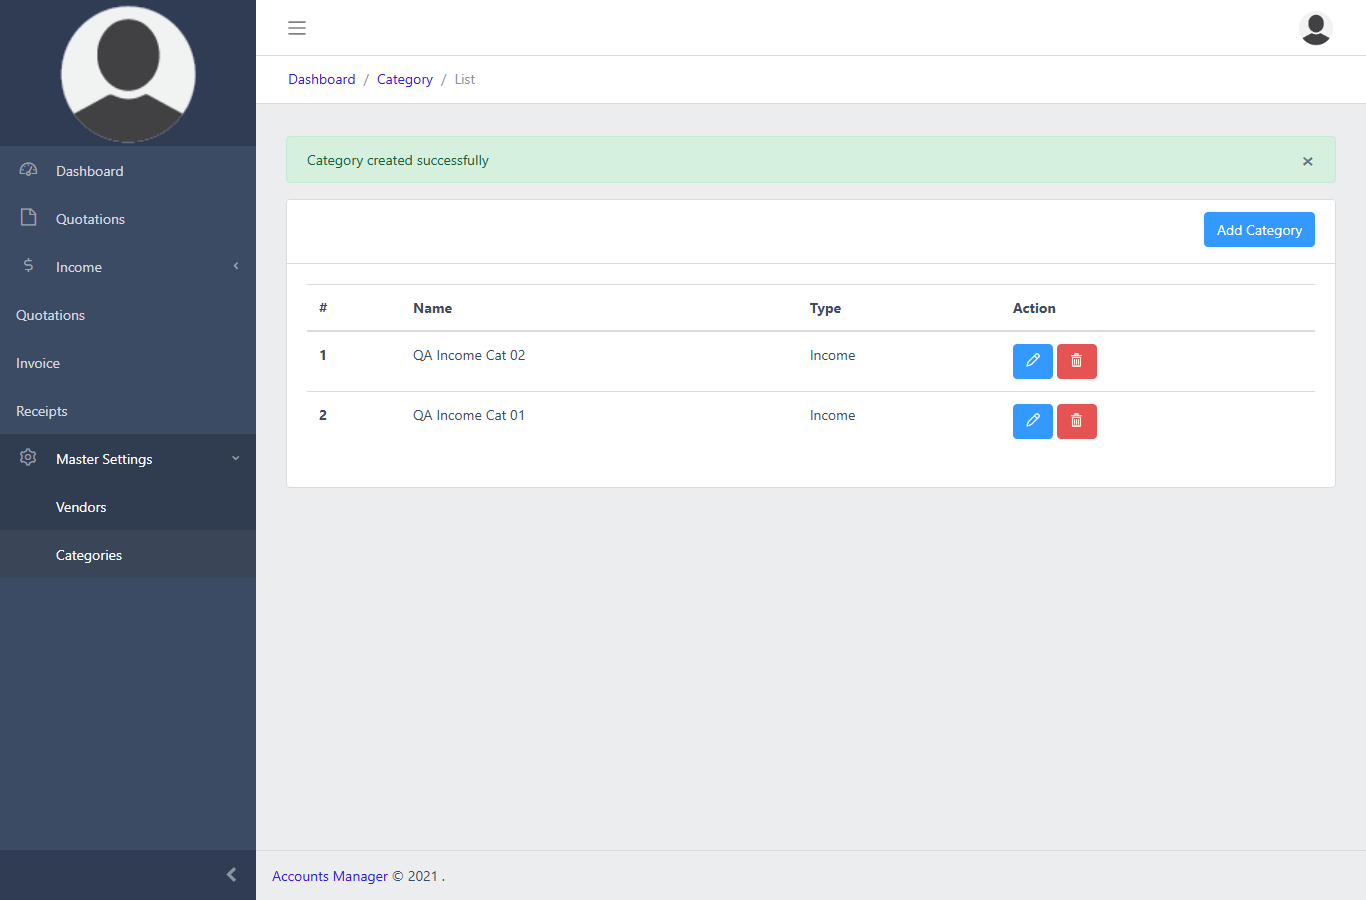 Dashboard
Quotations
Income
Quotations
Invoice
Receipts
Master Settings
Vendors
Categories
Dashboard / Category / List
Category created successfully ×
Add Category
# Name Type Action
1 QA Income Cat 02 Income
2 QA Income Cat 01 Income
Accounts Manager © 2021 .